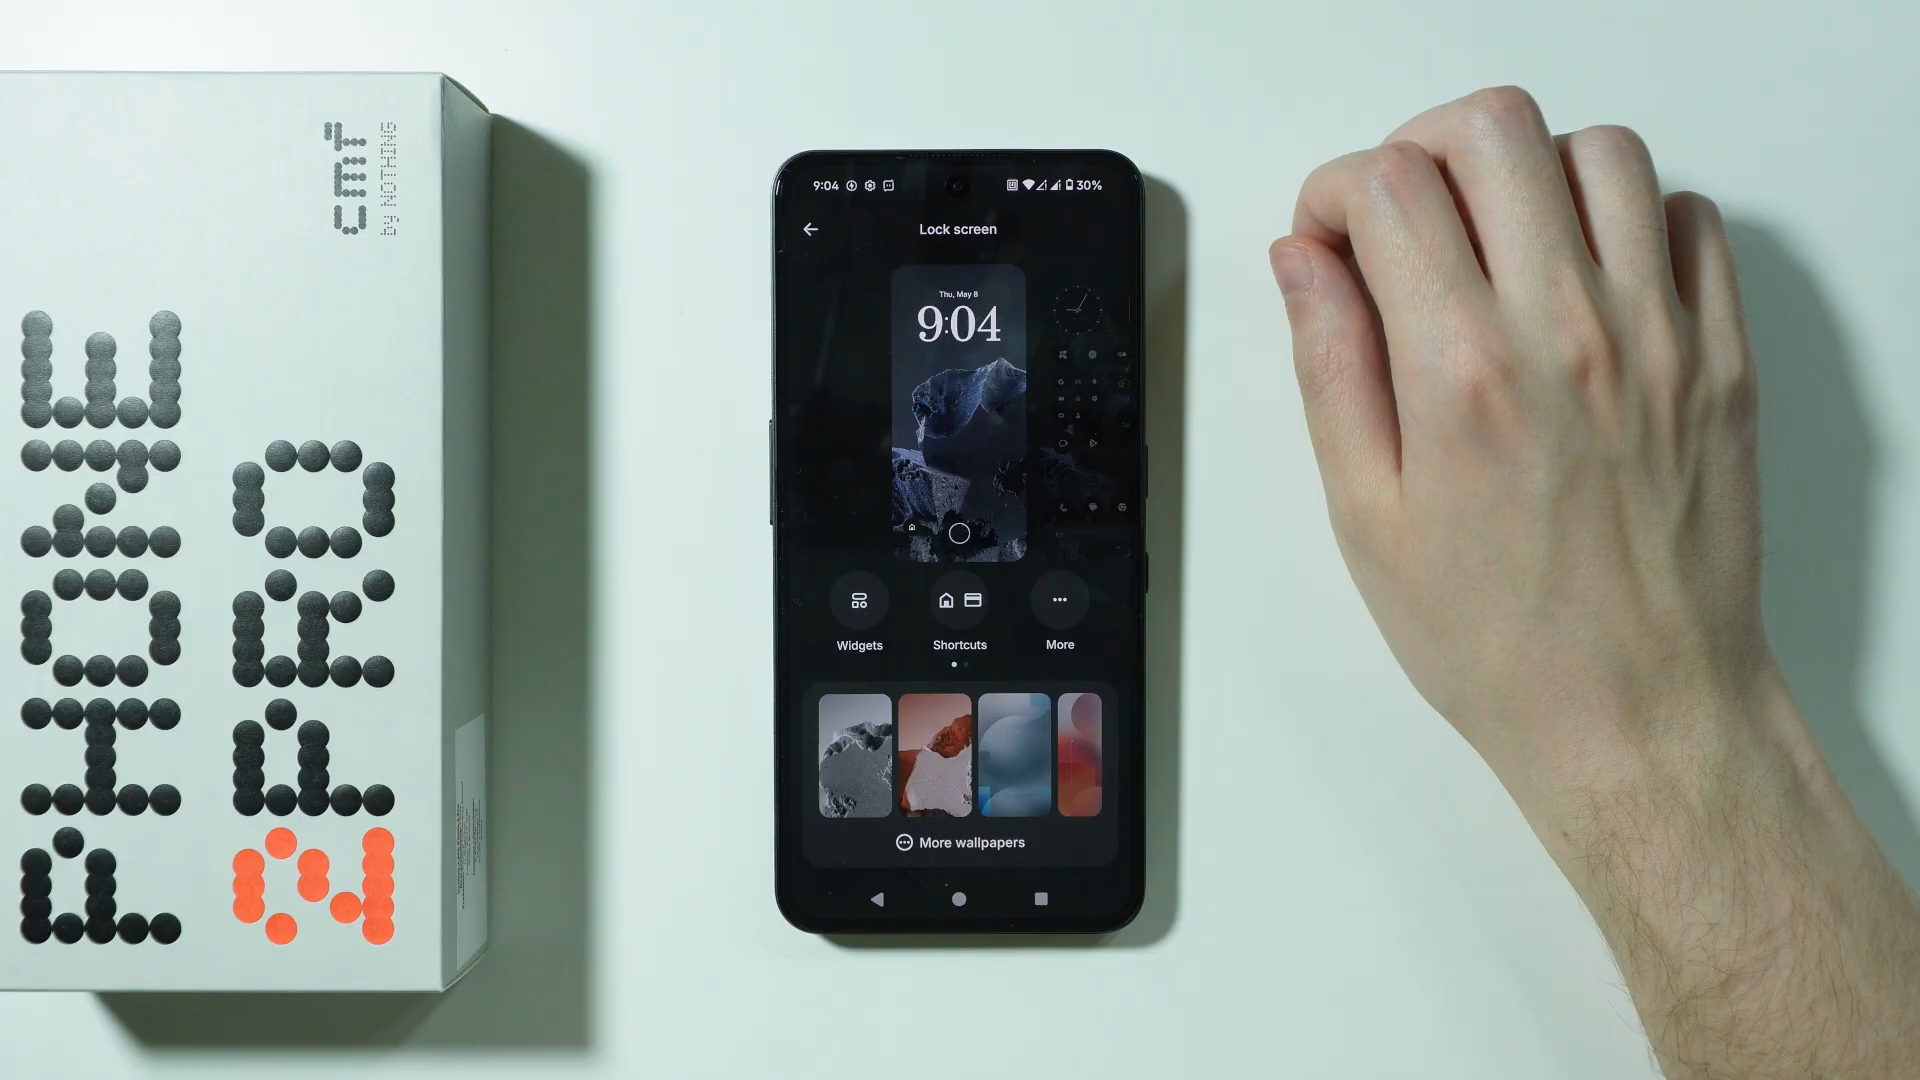 cmf
by NOTHING
PHONE
2 PRO
9:04
30%
Lock screen
Thu, May 8
9:04
Widgets
Shortcuts
More
More wallpapers